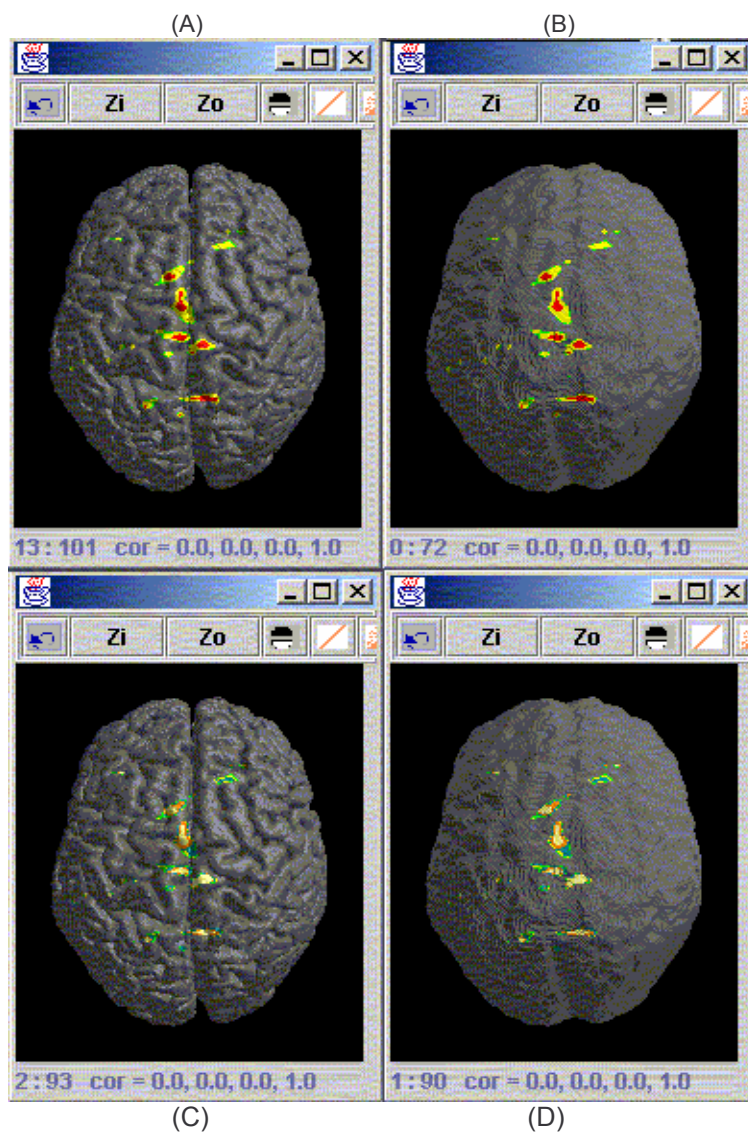 (A) (B)
Zi Zo Zi Zo
13 : 101 cor = 0.0, 0.0, 0.0, 1.0 0 : 72 cor = 0.0, 0.0, 0.0, 1.0
Zi Zo Zi Zo
2 : 93 cor = 0.0, 0.0, 0.0, 1.0 1 : 90 cor = 0.0, 0.0, 0.0, 1.0
(C) (D)